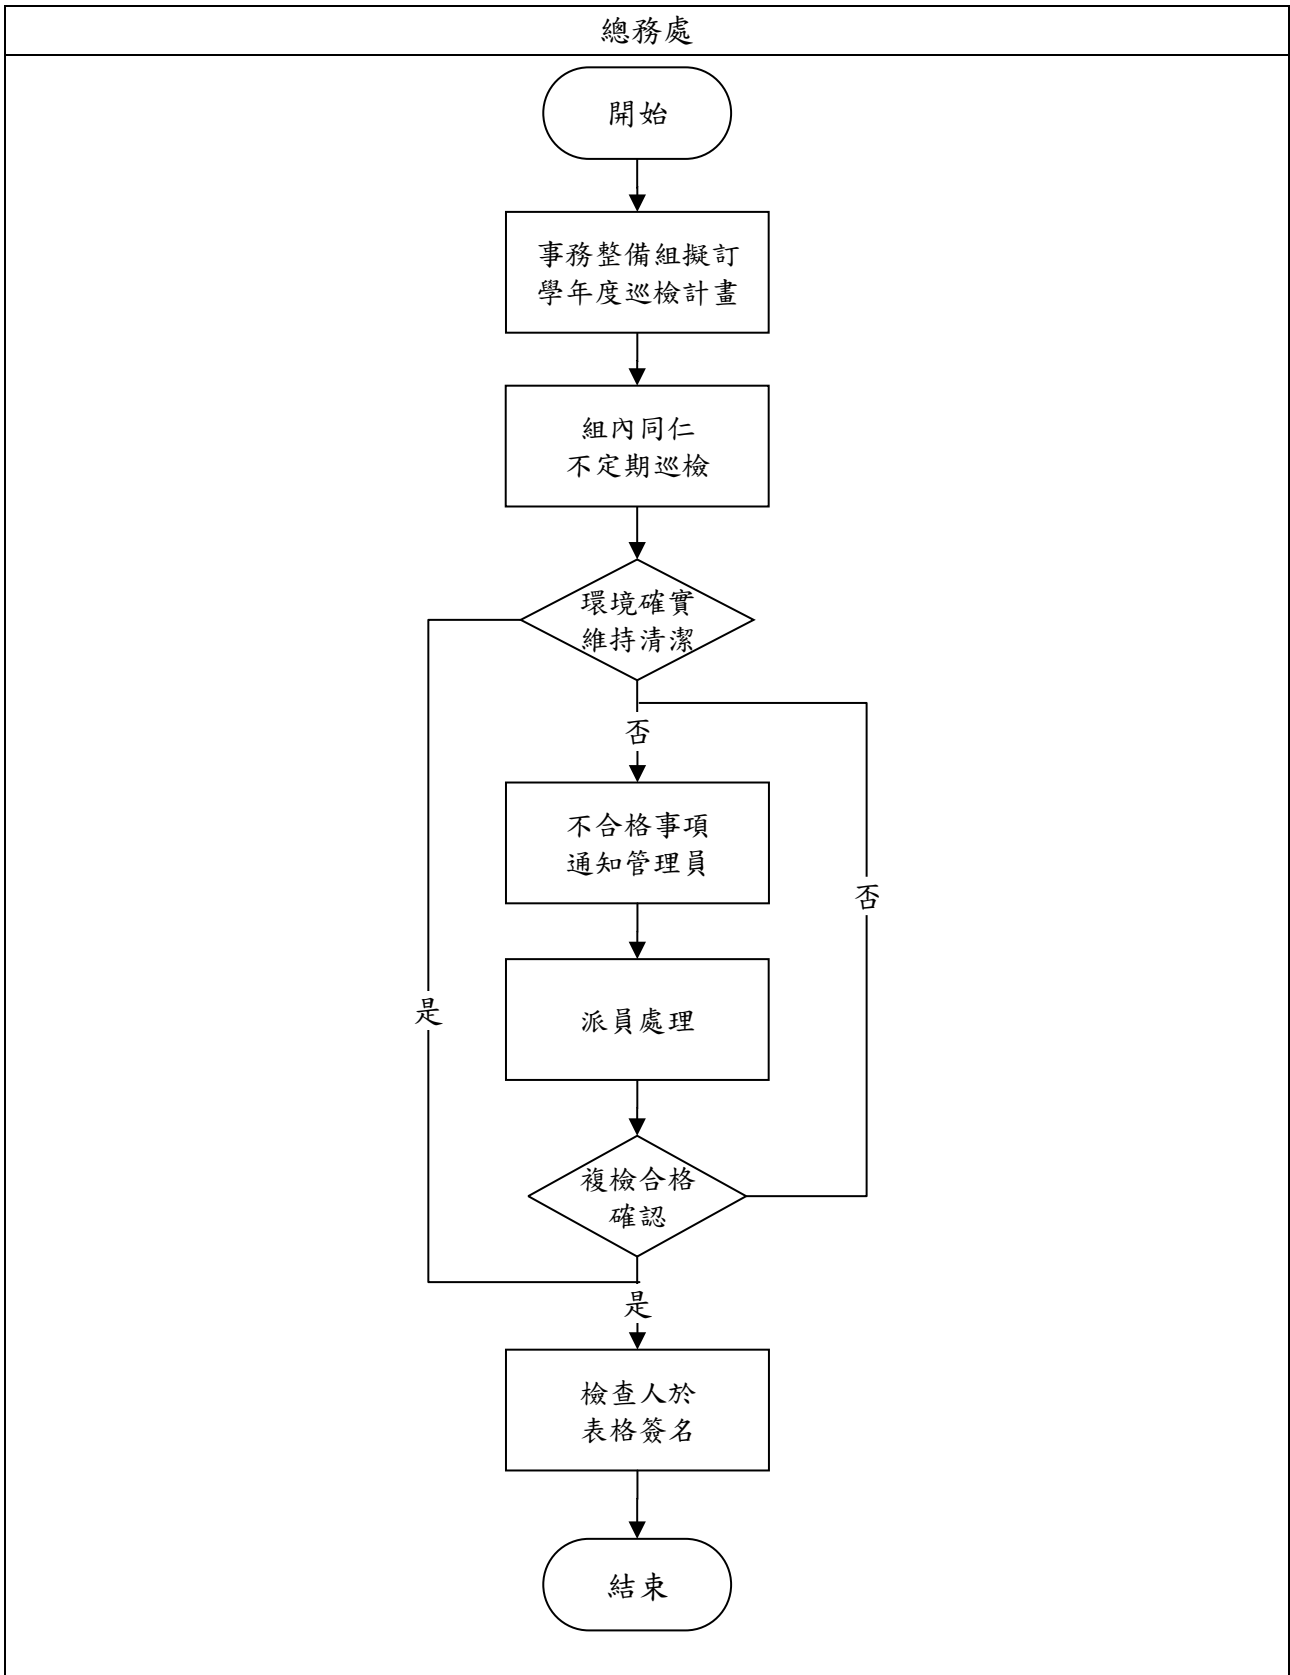 總務處
開始
事務整備組擬訂
學年度巡檢計畫
組內同仁
不定期巡檢
環境確實
維持清潔
否
不合格事項
通知管理員
否
派員處理
是
複檢合格
確認
是
檢查人於
表格簽名
結束